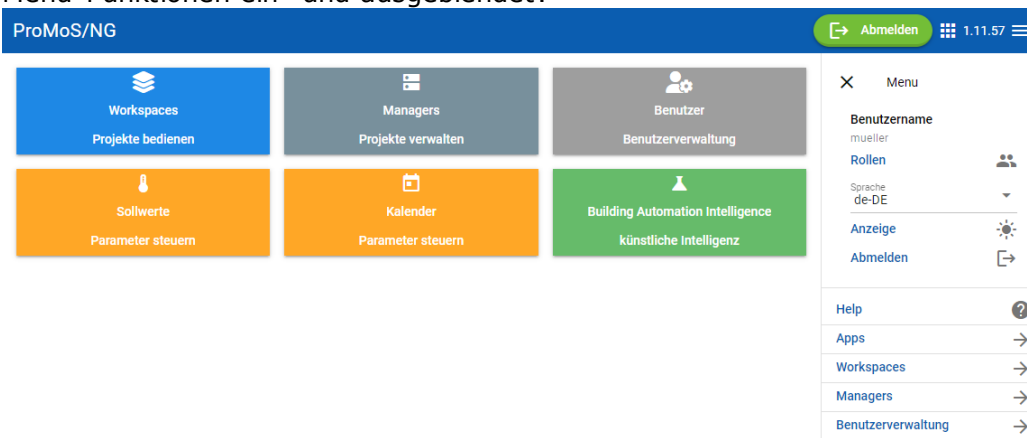 Menü-Funktionen ein- und ausgeblendet.
ProMoS/NG
Abmelden
1.11.57
Workspaces
Projekte bedienen
Managers
Projekte verwalten
Benutzer
Benutzerverwaltung
Sollwerte
Parameter steuern
Kalender
Parameter steuern
Building Automation Intelligence
künstliche Intelligenz
Menu
Benutzername
mueller
Rollen
Sprache
de-DE
Anzeige
Abmelden
Help
Apps
Workspaces
Managers
Benutzerverwaltung